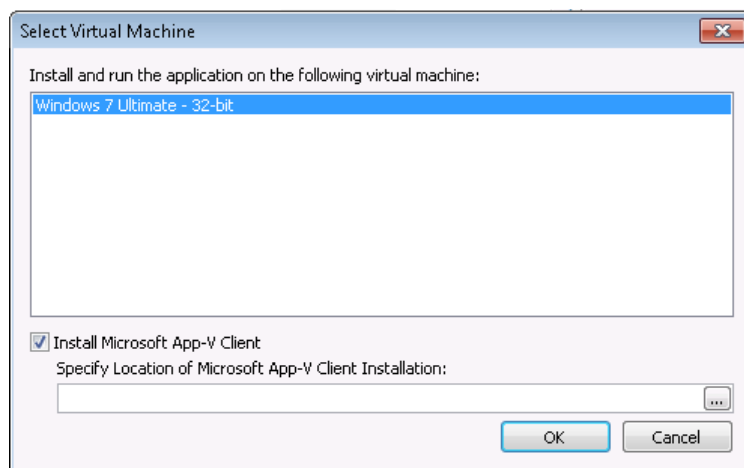 Select Virtual Machine
Install and run the application on the following virtual machine:
Windows 7 Ultimate - 32-bit
Install Microsoft App-V Client
Specify Location of Microsoft App-V Client Installation:
...
OK Cancel